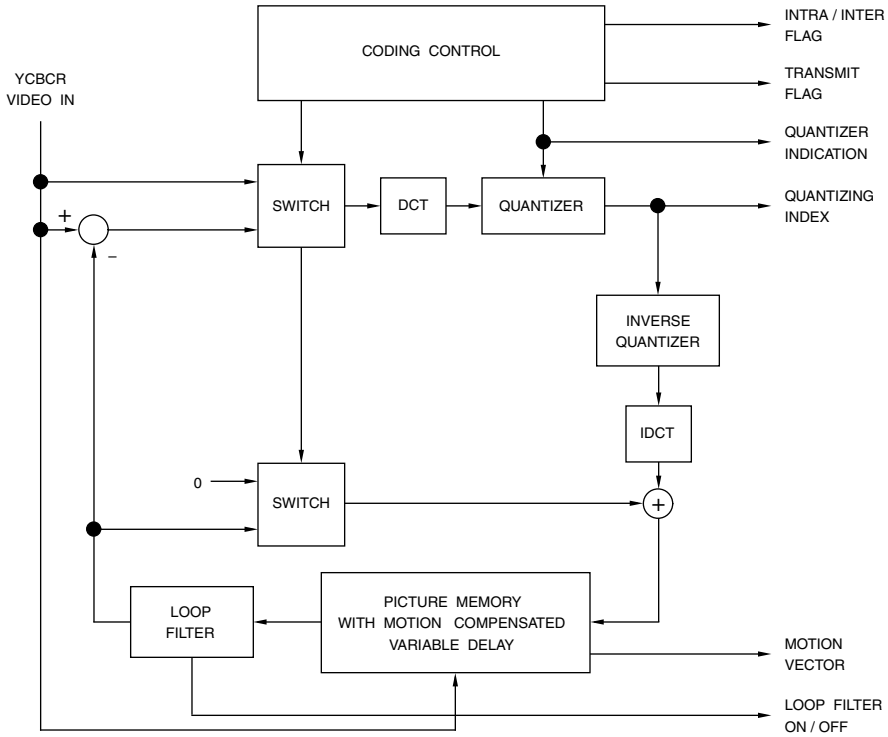 INTRA / INTER
FLAG
CODING CONTROL
TRANSMIT
FLAG
YCBCR
VIDEO IN
QUANTIZER
INDICATION
SWITCH
DCT
QUANTIZER
QUANTIZING
INDEX
+
–
INVERSE
QUANTIZER
IDCT
0
SWITCH
+
LOOP
FILTER
PICTURE MEMORY
WITH MOTION COMPENSATED
VARIABLE DELAY
MOTION
VECTOR
LOOP FILTER
ON / OFF